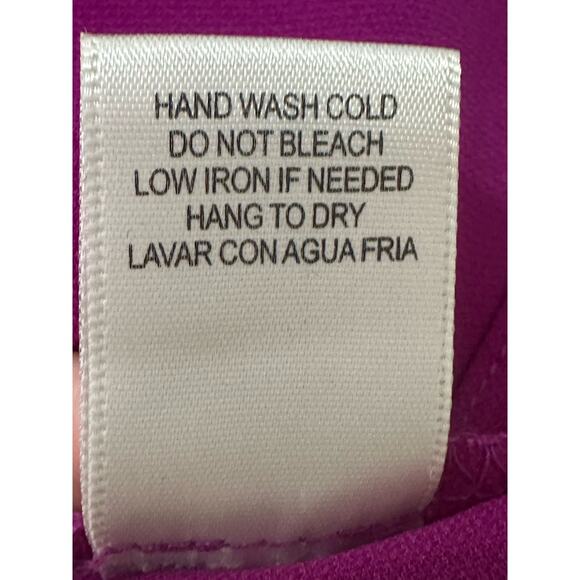 HAND WASH COLD
DO NOT BLEACH
LOW IRON IF NEEDED
HANG TO DRY
LAVAR CON AGUA FRIA